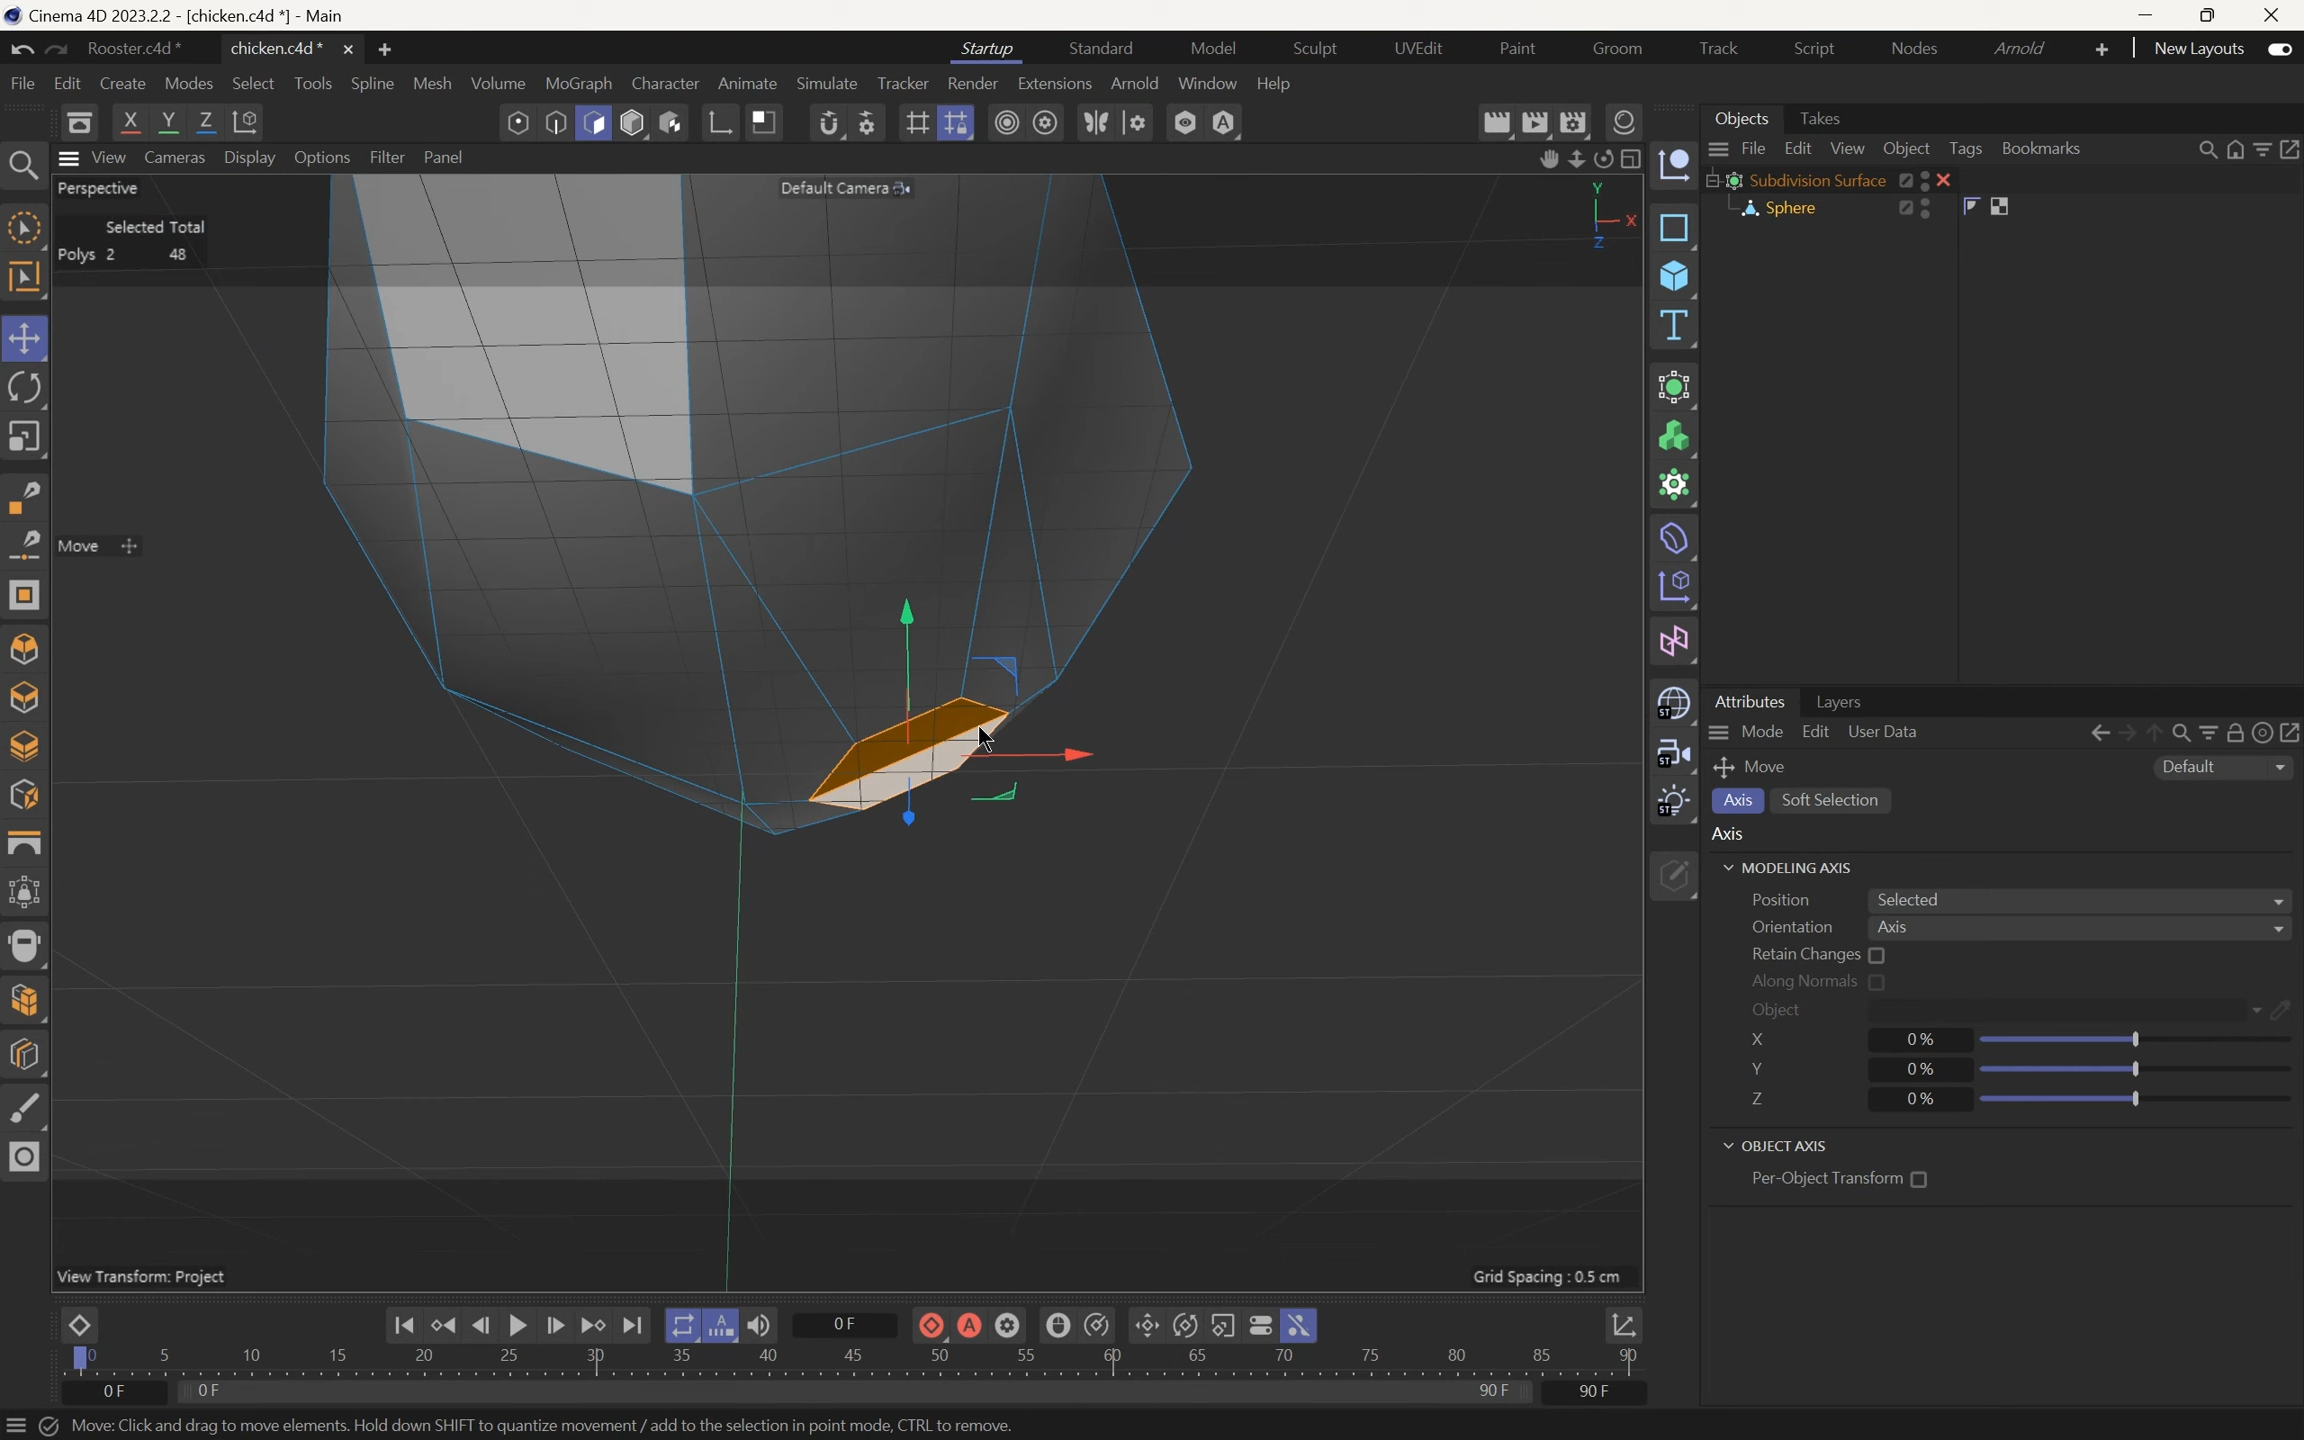 Cinema 4D 2023.2.2 - [chicken.c4d *] - Main
Rooster.c4d * chicken.c4d * Startup Standard Model Sculpt UVEdit Paint Groom Track Script Nodes Arnold New Layouts
File Edit Create Modes Select Tools Spline Mesh Volume MoGraph Character Animate Simulate Tracker Render Extensions Arnold Window Help
X Y Z
Objects Takes
File Edit View Object Tags Bookmarks
View Cameras Display Options Filter Panel
Subdivision Surface
Sphere
Perspective
Default Camera
Y
X
Z
Selected Total
Polys 2 48
Move
ST
ST
ST
Attributes Layers
Mode Edit User Data
Move Default
Axis Soft Selection
Axis
MODELING AXIS
Position Selected
Orientation Axis
Retain Changes
Along Normals
Object
X 0 %
Y 0 %
Z 0 %
OBJECT AXIS
Per-Object Transform
View Transform: Project
Grid Spacing : 0.5 cm
A 0 F A
0 5 10 15 20 25 30 35 40 45 50 55 60 65 70 75 80 85 90
0 F 0 F 90 F 90 F
Move: Click and drag to move elements. Hold down SHIFT to quantize movement / add to the selection in point mode, CTRL to remove.